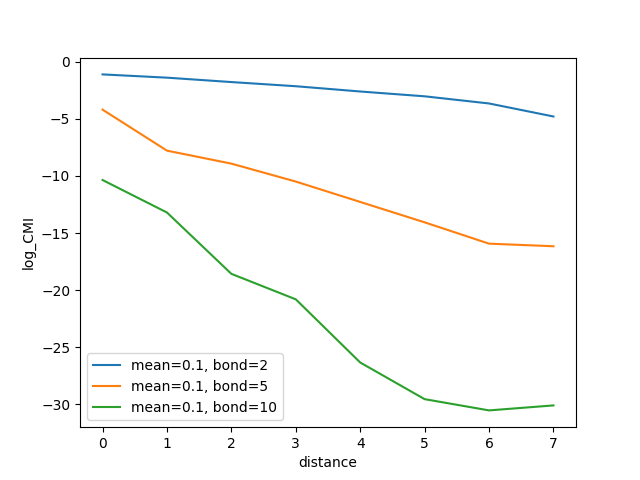 0
−5
−10
−15
−20
−25
−30
log_CMI
mean=0.1, bond=2
mean=0.1, bond=5
mean=0.1, bond=10
0 1 2 3 4 5 6 7
distance